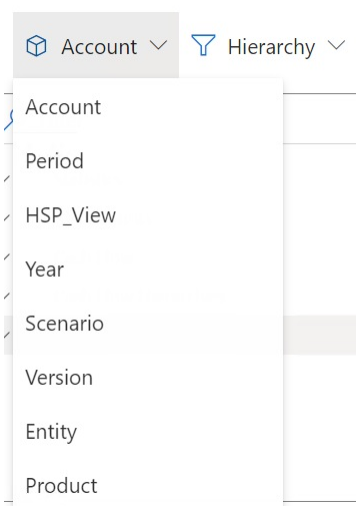 Account Hierarchy
Account
Period
HSP_View
Year
Scenario
Version
Entity
Product